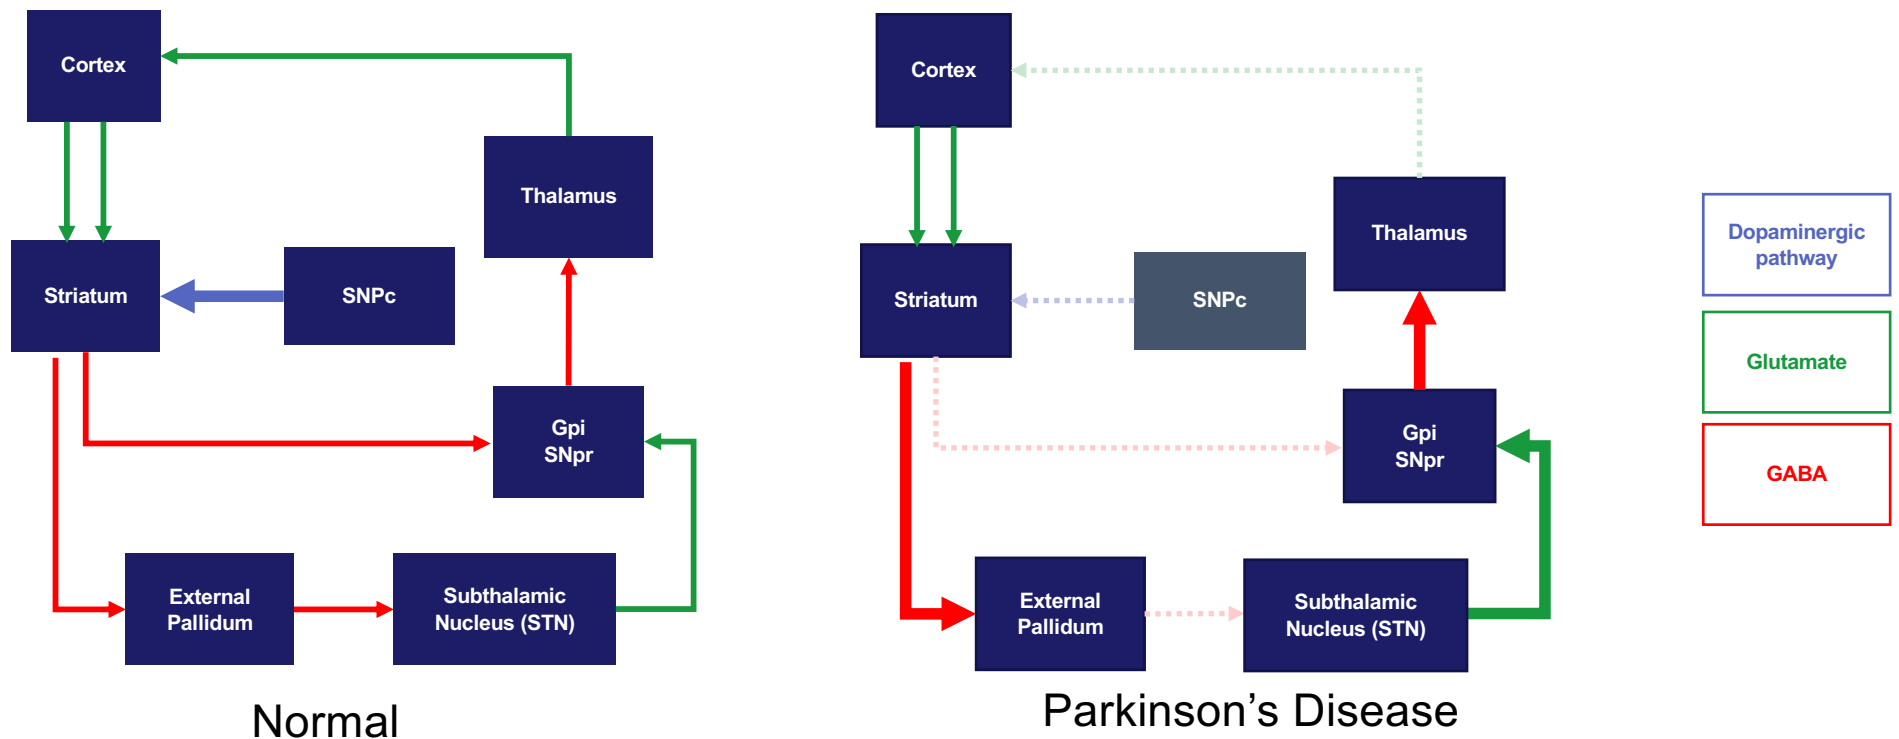 Cortex
Thalamus
Striatum
SNPc
Gpi
SNpr
External
Pallidum
Subthalamic
Nucleus (STN)
Normal
Cortex
Thalamus
Striatum
SNPc
Gpi
SNpr
External
Pallidum
Subthalamic
Nucleus (STN)
Parkinson’s Disease
Dopaminergic
pathway
Glutamate
GABA